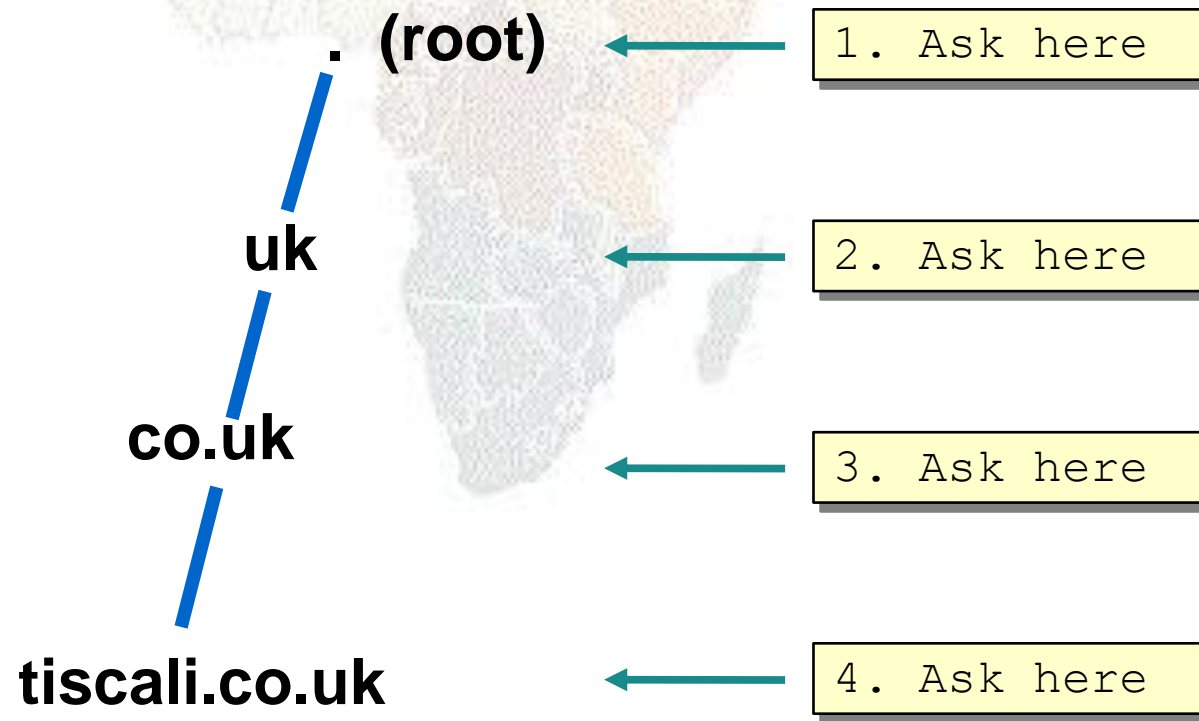 . (root)
1. Ask here
uk
2. Ask here
co.uk
3. Ask here
tiscali.co.uk
4. Ask here